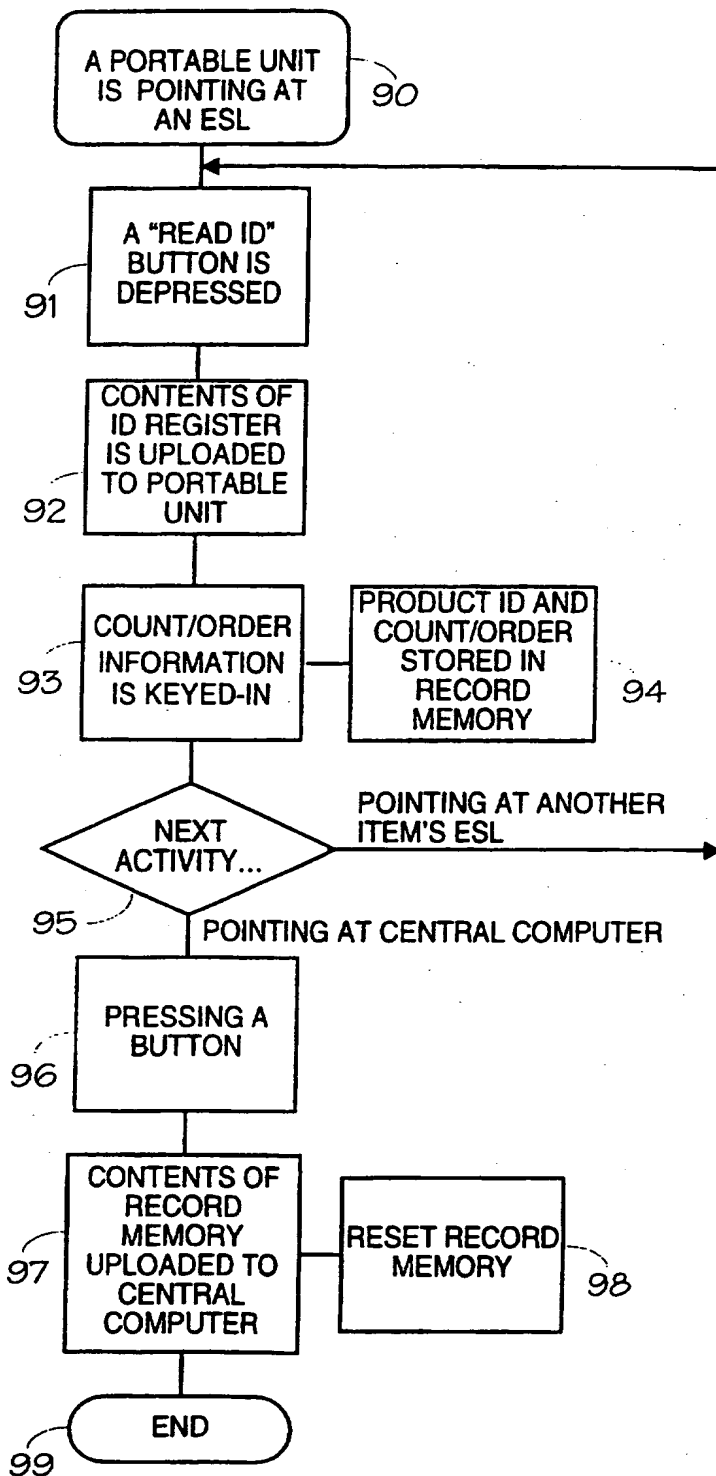 A PORTABLE UNIT
IS POINTING AT
AN ESL
90
A "READ ID"
BUTTON IS
DEPRESSED
91
CONTENTS OF
ID REGISTER
IS UPLOADED
TO PORTABLE
UNIT
92
COUNT/ORDER
INFORMATION
IS KEYED-IN
93
PRODUCT ID AND
COUNT/ORDER
STORED IN
RECORD
MEMORY
94
NEXT
ACTIVITY...
95
POINTING AT ANOTHER
ITEM'S ESL
POINTING AT CENTRAL COMPUTER
PRESSING A
BUTTON
96
CONTENTS OF
RECORD
MEMORY
UPLOADED TO
CENTRAL
COMPUTER
97
RESET RECORD
MEMORY
98
END
99